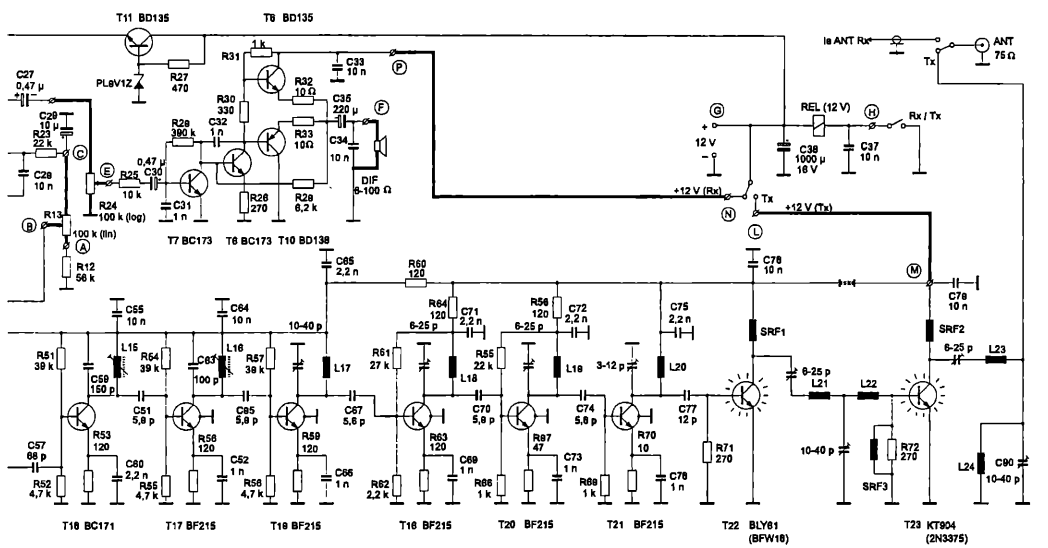 T11 BD135
T8 BD135
PL8V1Z
R27
470
R31
1 k
R30
330
R32
10 Ω
R33
10Ω
C33
10 n
C35
220 µ
C34
10 n
P
F
DIF
8-100 Ω
C27
0,47 µ
C29
10 µ
R23
22 k
C28
10 n
C
E
R25
10 k
0,47 µ
C30
C31
1 n
R28
390 k
C32
1 n
R26
270
R29
6,2 k
R24
100 k (log)
R13
100 k (lin)
B
A
R12
56 k
T7 BC173
T6 BC173
T10 BD138
G
+
12 V
-
C38
1000 µ
16 V
REL (12 V)
H
Rx / Tx
C37
10 n
la ANT Rx
Tx
ANT
75 Ω
+12 V (Rx)
N
Tx
L
+12 V (Tx)
M
C65
2,2 n
R60
120
C78
10 n
C79
10 n
R51
39 k
C59
150 p
C55
10 n
L15
R54
39 k
C63
100 p
C64
10 n
L16
R57
39 k
10-40 p
L17
R61
27 k
6-25 p
R64
120
C71
2,2 n
L18
R55
22 k
6-25 p
R56
120
C72
2,2 n
L19
3-12 p
C75
2,2 n
L20
SRF1
6-25 p
L21
L22
SRF2
6-25 p
L23
C57
68 p
R52
4,7 k
R53
120
C60
2,2 n
C51
5,8 p
R55
4,7 k
R56
120
C52
1 n
C85
5,8 p
R56
4,7 k
R59
120
C66
1 n
C67
5,6 p
R62
2,2 k
R63
120
C69
1 n
C70
5,8 p
R66
1 k
R67
47
C73
1 n
C74
5,8 p
R69
1 k
R70
10
C76
1 n
C77
12 p
R71
270
10-40 p
SRF3
R72
270
L24
C90
10-40 p
T18 BC171
T17 BF215
T19 BF215
T16 BF215
T20 BF215
T21 BF215
T22 BLY61
(BFW16)
T23 KT904
(2N3375)